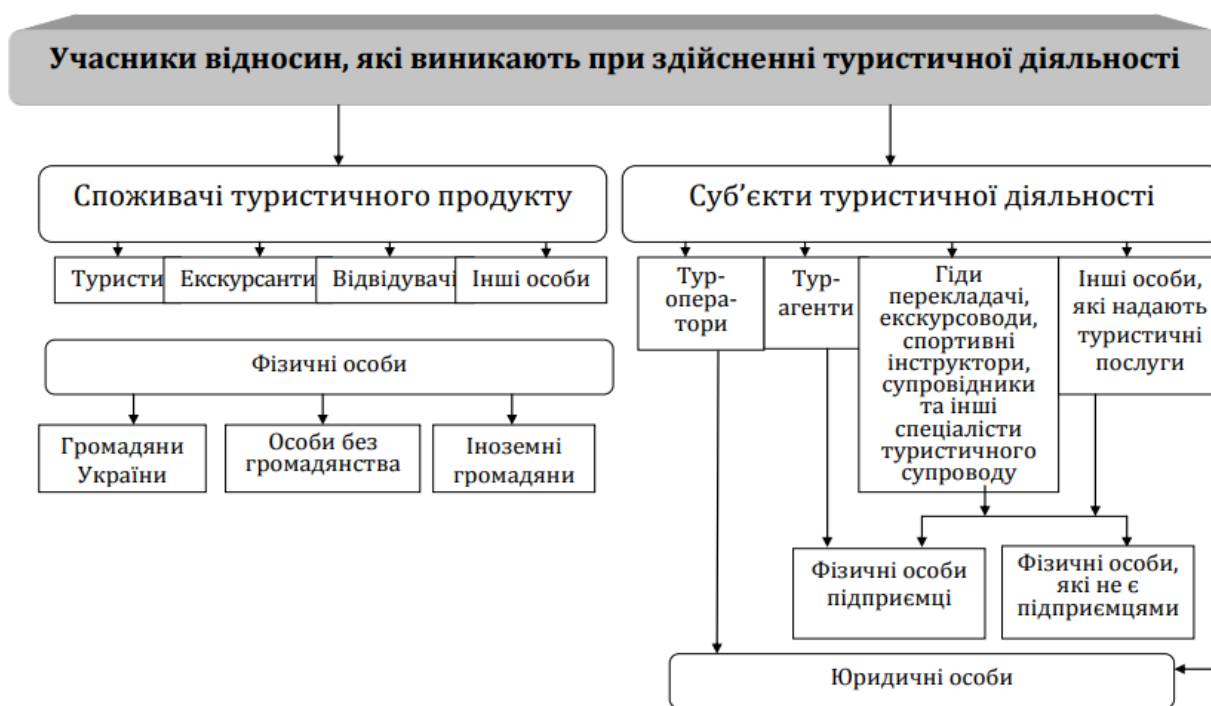 Учасники відносин, які виникають при здійсненні туристичної діяльності
Споживачі туристичного продукту
Туристи
Екскурсанти
Відвідувачі
Інші особи
Фізичні особи
Громадяни
України
Особи без
громадянства
Іноземні
громадяни
Суб’єкти туристичної діяльності
Тур-
опера-
тори
Тур-
агенти
Гіди
перекладачі,
екскурсоводи,
спортивні
інструктори,
супровідники
та інші
спеціалісти
туристичного
супроводу
Інші особи,
які надають
туристичні
послуги
Фізичні особи
підприємці
Фізичні особи,
які не є
підприємцями
Юридичні особи